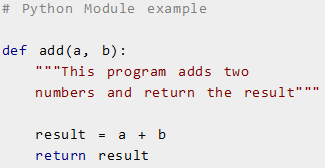 # Python Module example
def add(a, b):
    """This program adds two
    numbers and return the result"""
    result = a + b
    return result